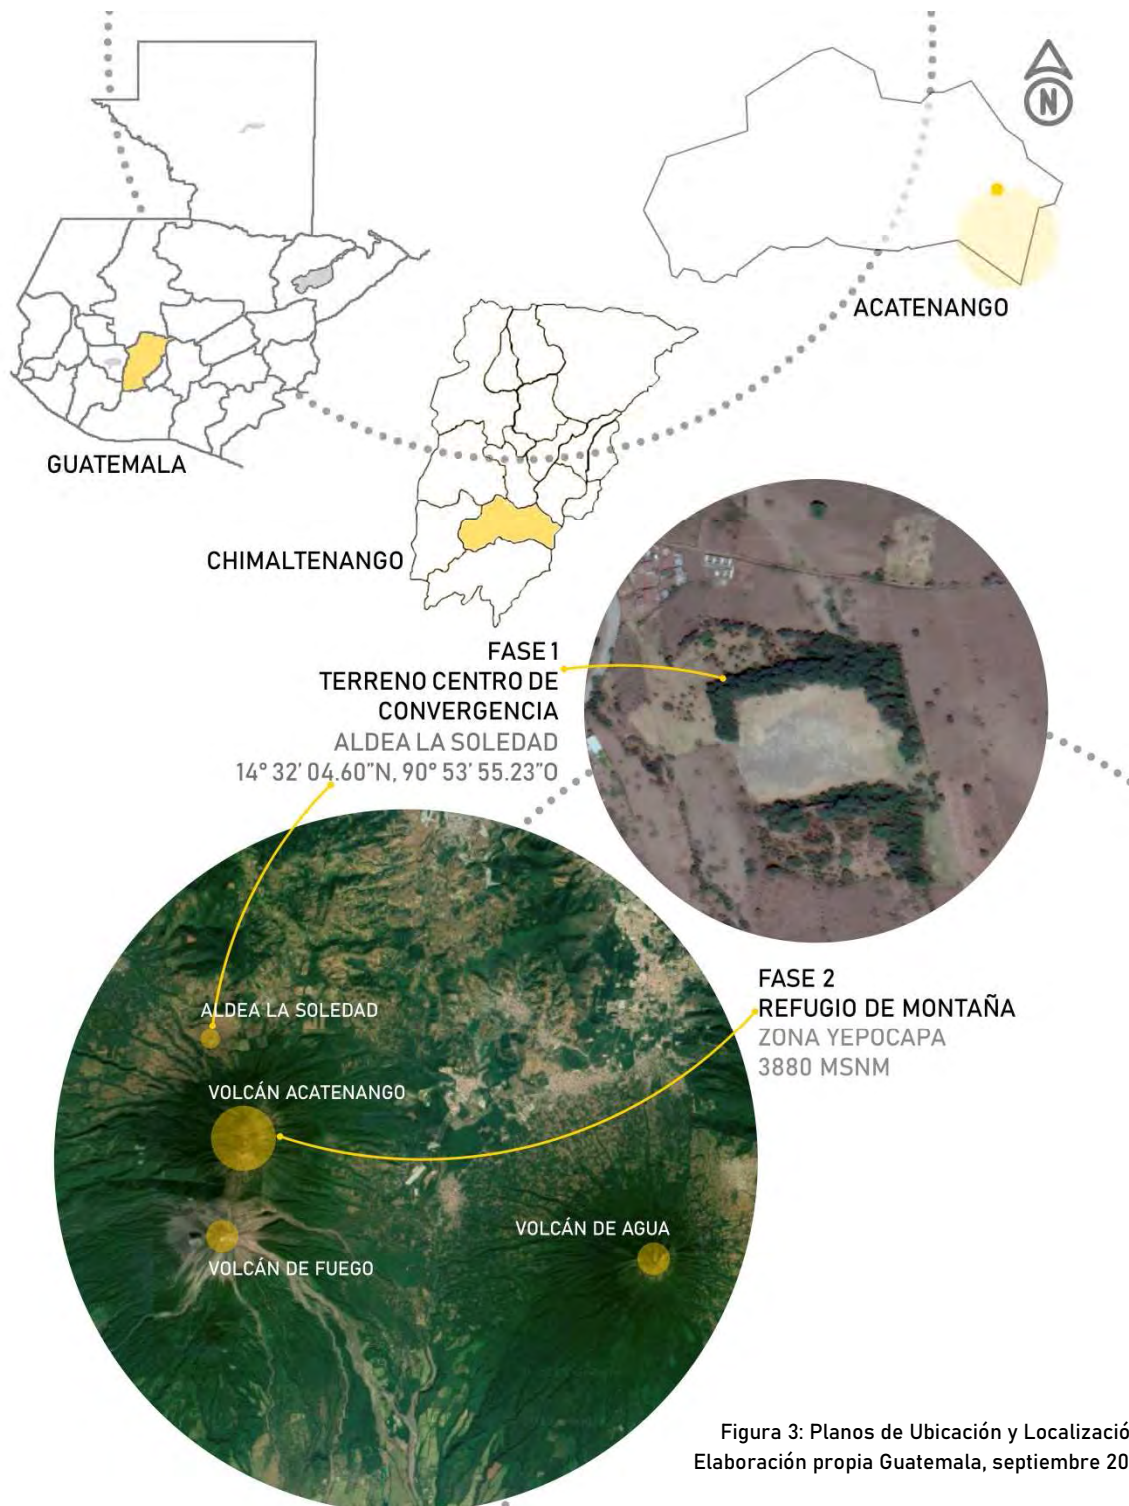 N
ACATENANGO
GUATEMALA
CHIMALTENANGO
FASE 1
TERRENO CENTRO DE
CONVERGENCIA
ALDEA LA SOLEDAD
14° 32’ 04.60”N, 90° 53’ 55.23”O
FASE 2
REFUGIO DE MONTAÑA
ZONA YEPOCAPA
3880 MSNM
ALDEA LA SOLEDAD
VOLCÁN ACATENANGO
VOLCÁN DE AGUA
VOLCÁN DE FUEGO
Figura 3: Planos de Ubicación y Localizació
Elaboración propia Guatemala, septiembre 20